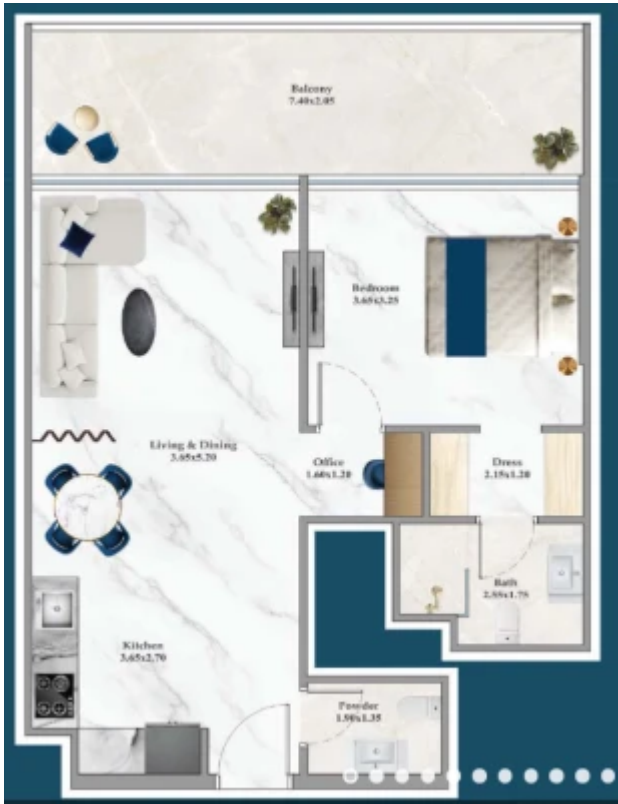 Balcony
7.40x2.05
Bedroom
3.65x3.25
Living & Dining
3.65x5.20
Office
1.60x1.20
Dress
2.15x1.20
Bath
2.55x1.75
Kitchen
3.65x2.70
Powder
1.90x1.35